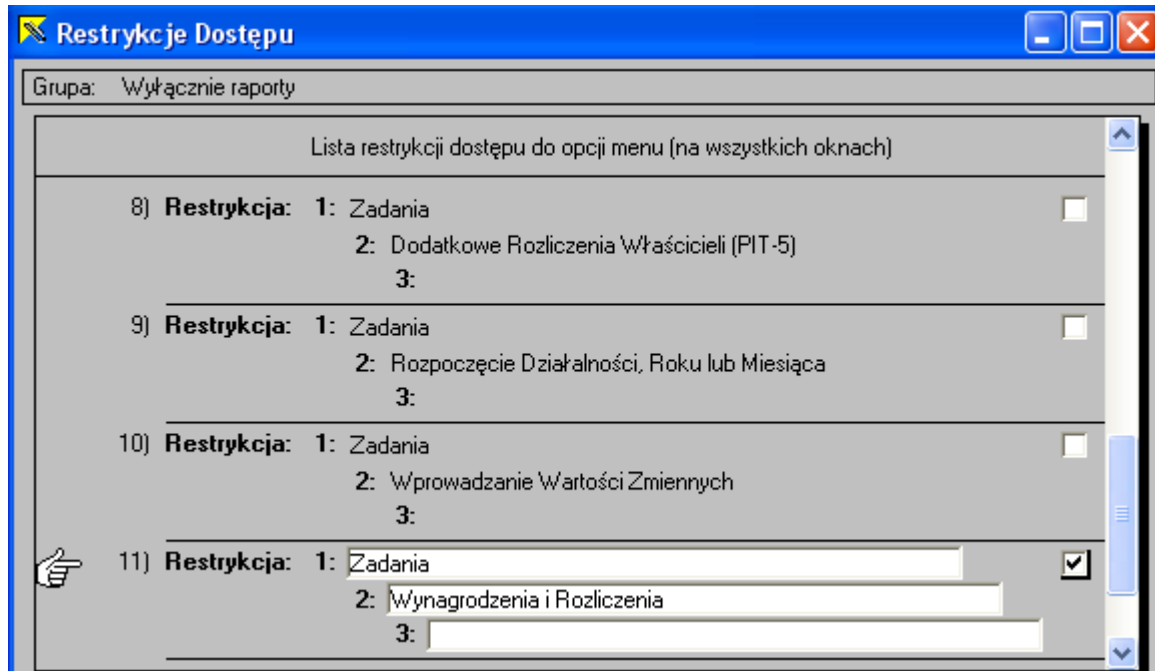 Restrykcje Dostępu
Grupa: Wyłącznie raporty
Lista restrykcji dostępu do opcji menu (na wszystkich oknach)
8) Restrykcja: 1: Zadania
2: Dodatkowe Rozliczenia Właścicieli (PIT-5)
3:
9) Restrykcja: 1: Zadania
2: Rozpoczęcie Działalności, Roku lub Miesiąca
3:
10) Restrykcja: 1: Zadania
2: Wprowadzanie Wartości Zmiennych
3:
11) Restrykcja: 1: Zadania
2: Wynagrodzenia i Rozliczenia
3: